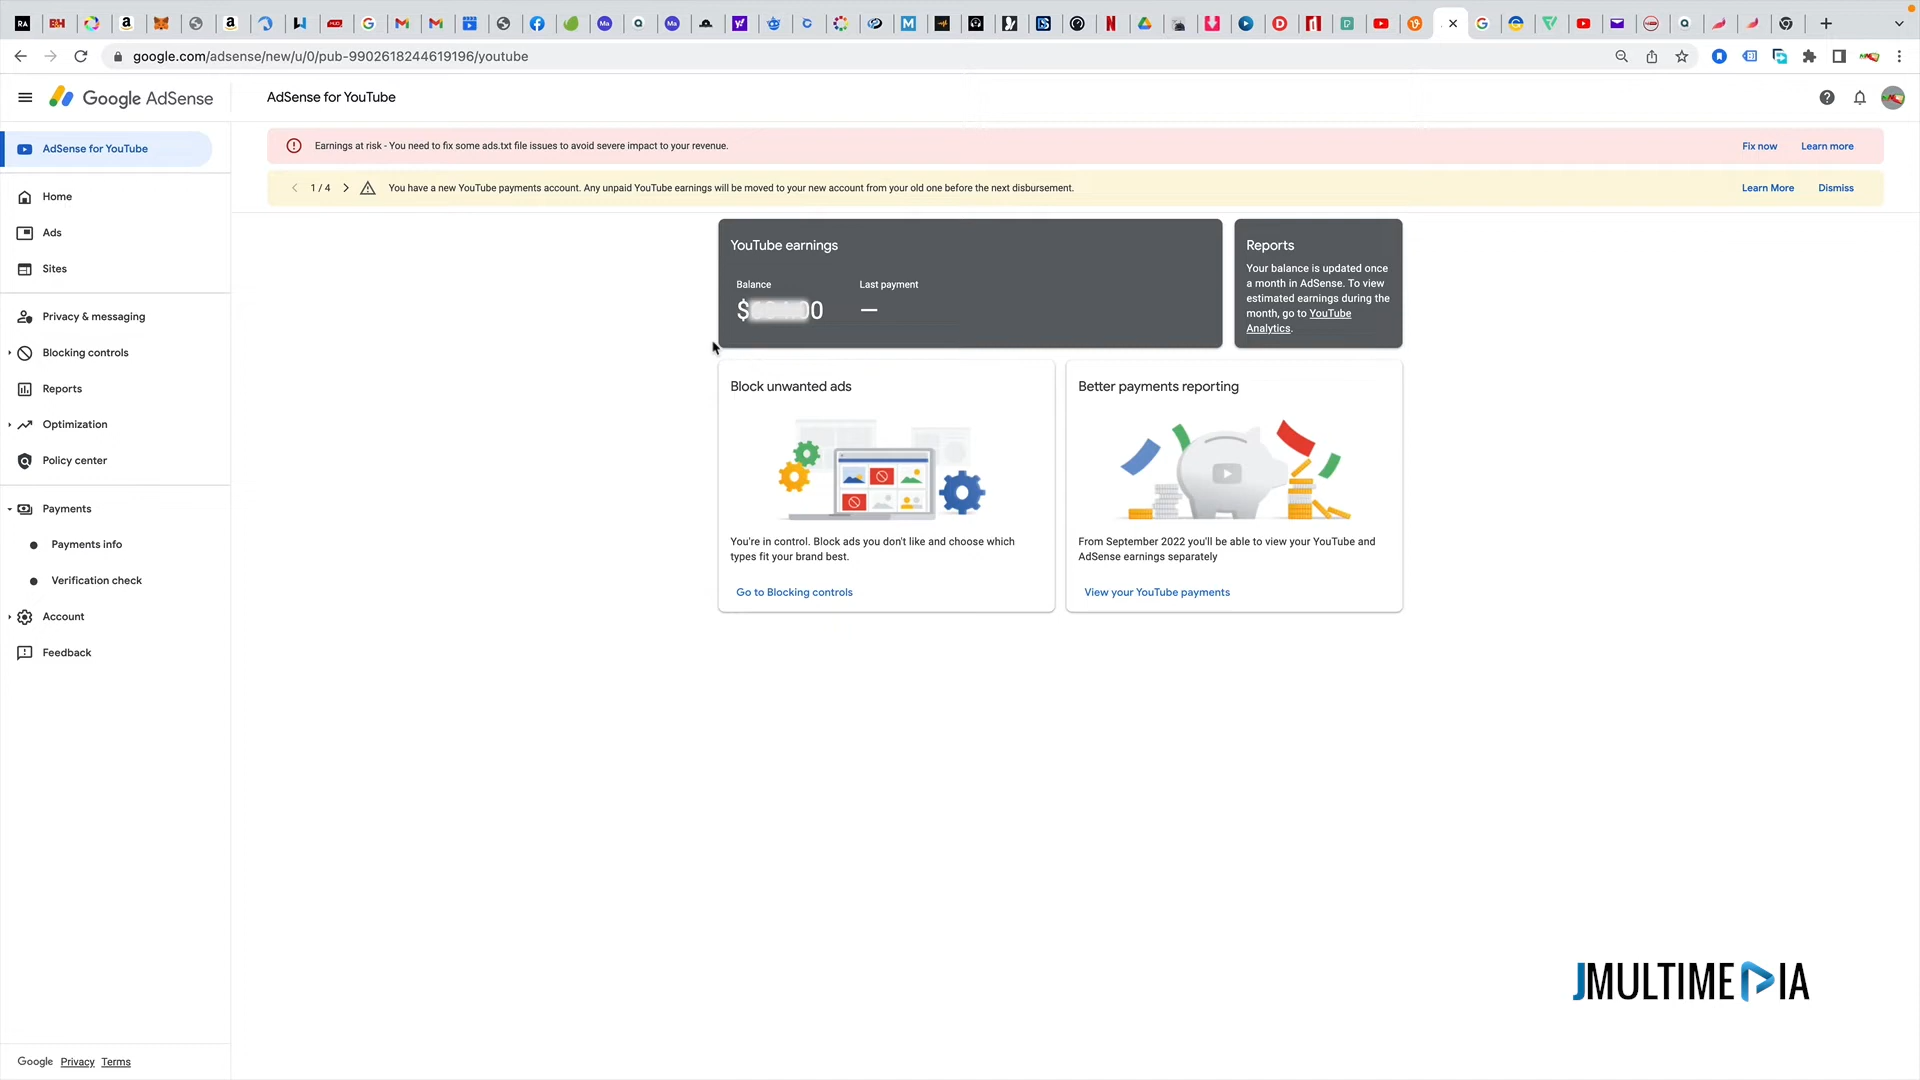 google.com/adsense/new/u/0/pub-9902618244619196/youtube
Google AdSense
AdSense for YouTube
AdSense for YouTube
Home
Ads
Sites
Privacy & messaging
Blocking controls
Reports
Optimization
Policy center
Payments
Payments info
Verification check
Account
Feedback
Google Privacy Terms
Earnings at risk - You need to fix some ads.txt file issues to avoid severe impact to your revenue.
Fix now Learn more
1 / 4 You have a new YouTube payments account. Any unpaid YouTube earnings will be moved to your new account from your old one before the next disbursement.
Learn More Dismiss
YouTube earnings
Balance Last payment
—
Reports
Your balance is updated once
a month in AdSense. To view
estimated earnings during the
month, go to YouTube
Analytics.
Block unwanted ads
You're in control. Block ads you don't like and choose which
types fit your brand best.
Go to Blocking controls
Better payments reporting
From September 2022 you'll be able to view your YouTube and
AdSense earnings separately
View your YouTube payments
JMULTIMEDIA